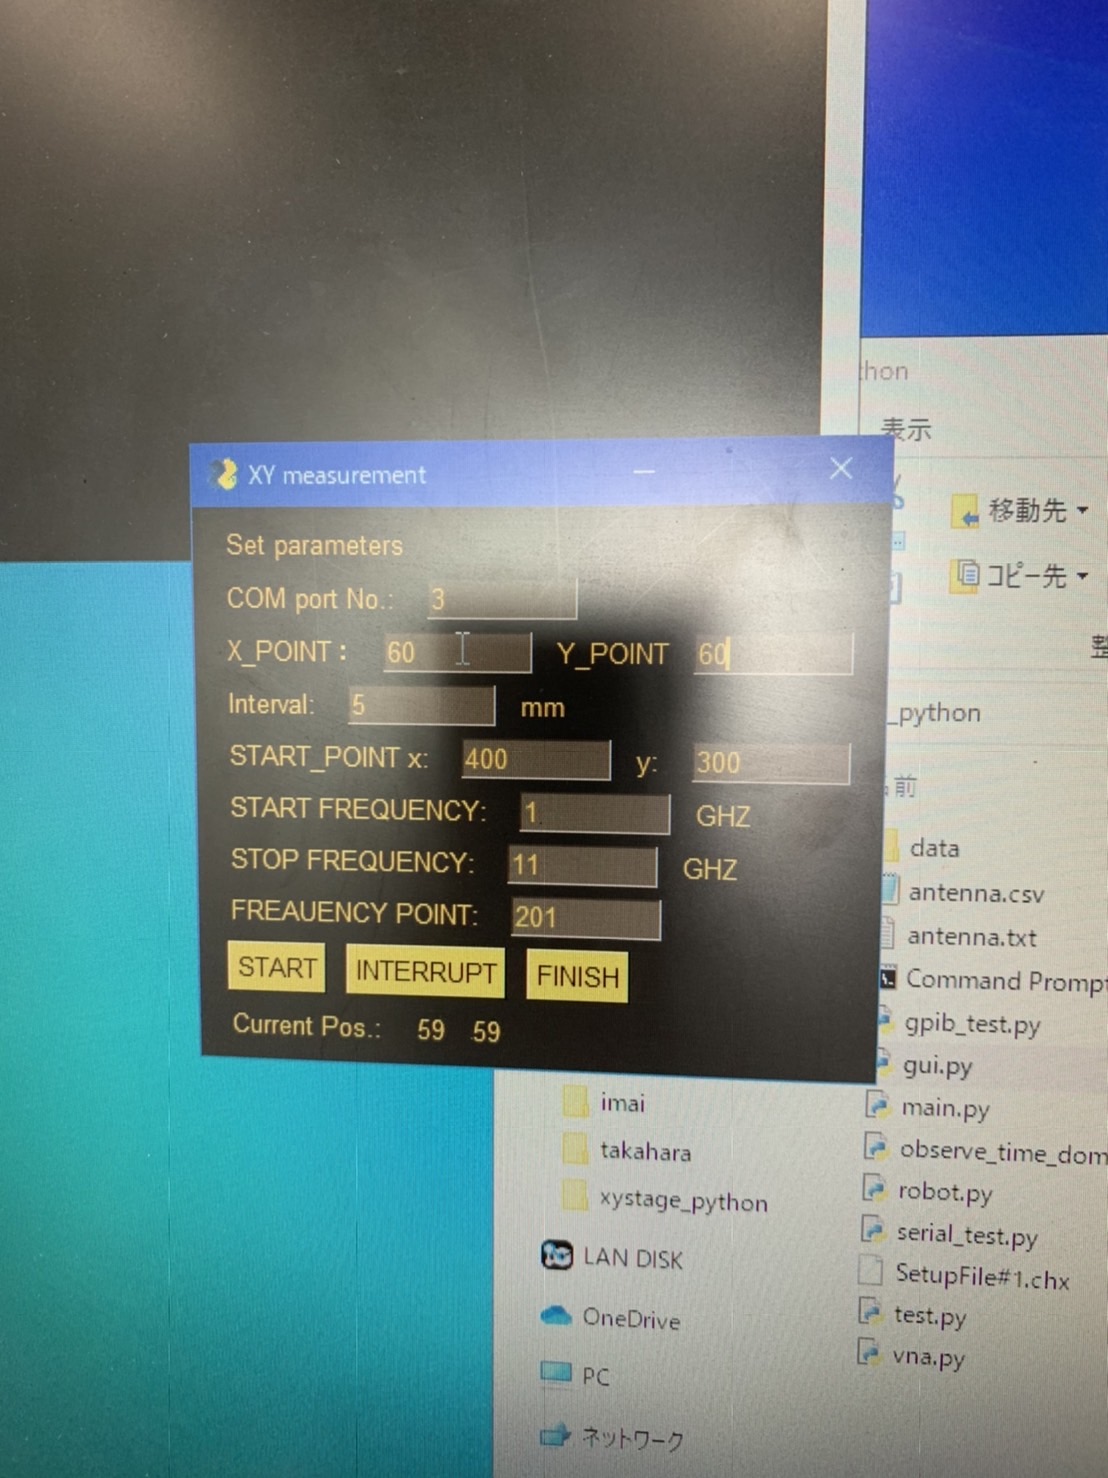 XY measurement
Set parameters
COM port No.: 3
X_POINT : 60 Y_POINT 60
Interval: 5 mm
START_POINT x: 400 y: 300
START FREQUENCY: 1 GHZ
STOP FREQUENCY: 11 GHZ
FREAUENCY POINT: 201
START INTERRUPT FINISH
Current Pos.: 59 59
thon
表示
移動先
コピー先
整
_python
名前
data
antenna.csv
antenna.txt
Command Prompt
gpib_test.py
gui.py
main.py
observe_time_dom
robot.py
serial_test.py
SetupFile#1.chx
test.py
vna.py
imai
takahara
xystage_python
LAN DISK
OneDrive
PC
ネットワーク